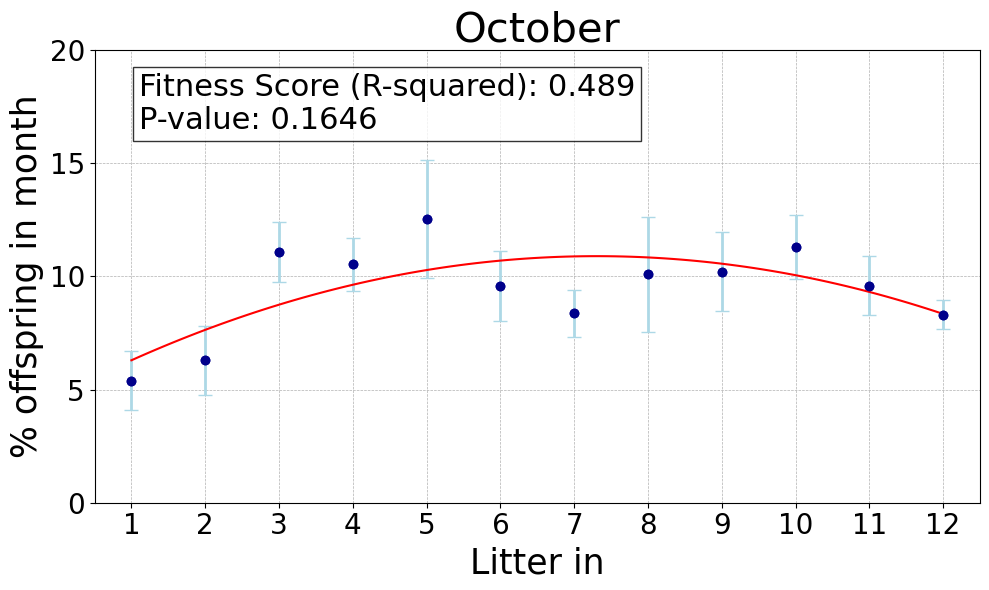 October
Fitness Score (R-squared): 0.489
P-value: 0.1646
% offspring in month
20
15
10
5
0
1 2 3 4 5 6 7 8 9 10 11 12
Litter in